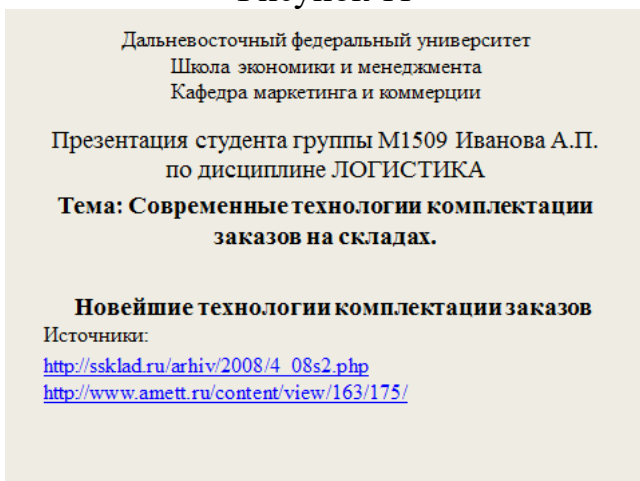 Дальневосточный федеральный университет
Школа экономики и менеджмента
Кафедра маркетинга и коммерции
Презентация студента группы М1509 Иванова А.П.
по дисциплине ЛОГИСТИКА
Тема: Современные технологии комплектации
заказов на складах.
Новейшие технологии комплектации заказов
Источники:
http://ssklad.ru/arhiv/2008/4_08s2.php
http://www.amett.ru/content/view/163/175/